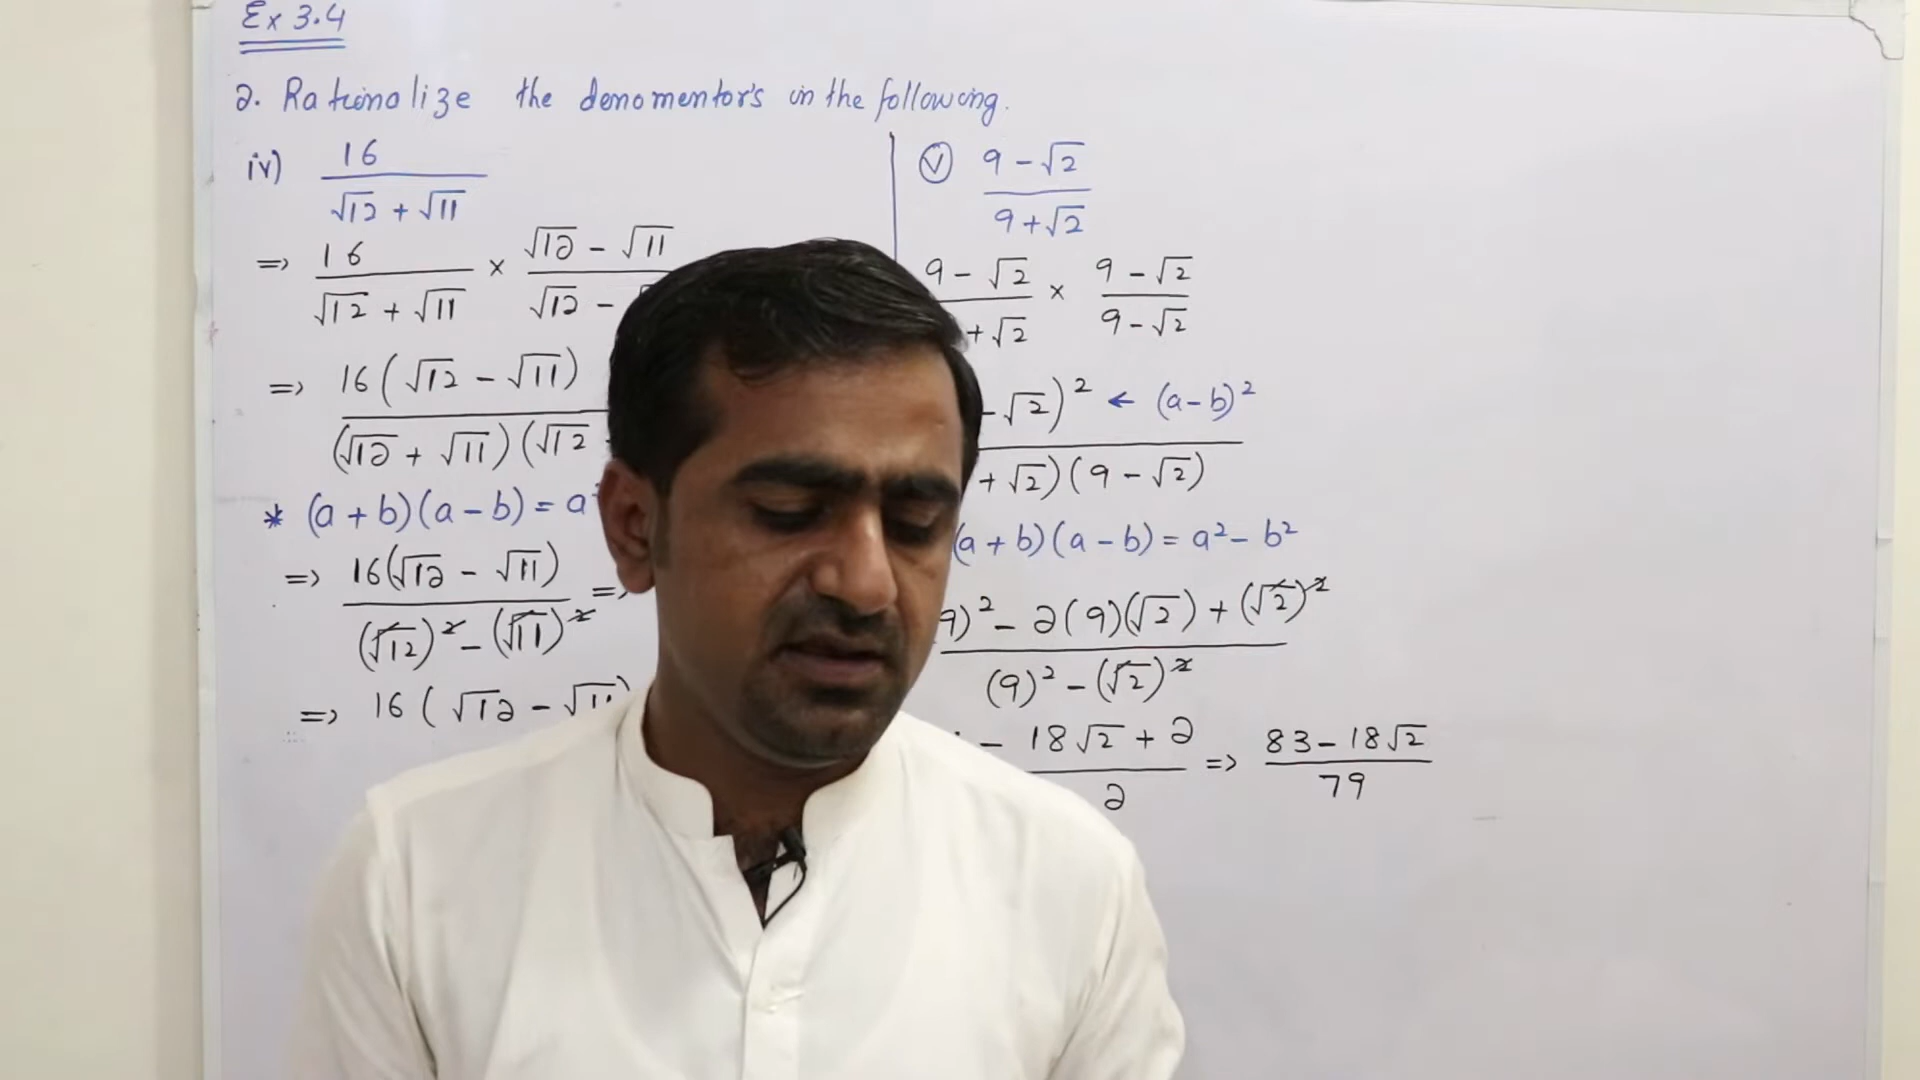 Ex 3.4
2. Rationalize the denomentor's in the following.
iv) 16
√12 + √11
=> 16 × √12 - √11
√12 + √11 √12 -
=> 16(√12 - √11)
(√12 + √11)(√12
* (a + b)(a - b) = a
=> 16(√12 - √11) =>
(√12)² - (√11)²
=> 16(√12 - √11)
V 9 - √2
9 + √2
9 - √2 × 9 - √2
+ √2 9 - √2
- √2)² ← (a - b)²
+ √2)(9 - √2)
(a + b)(a - b) = a² - b²
9)² - 2(9)(√2) + (√2)²
(9)² - (√2)²
- 18√2 + 2 => 83 - 18√2
2 79